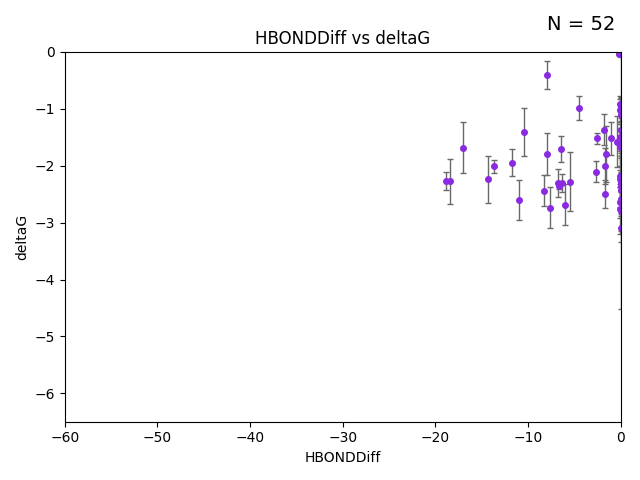 N = 52
HBONDDiff vs deltaG
0
−1
−2
−3
−4
−5
−6
deltaG
−60 −50 −40 −30 −20 −10 0
HBONDDiff